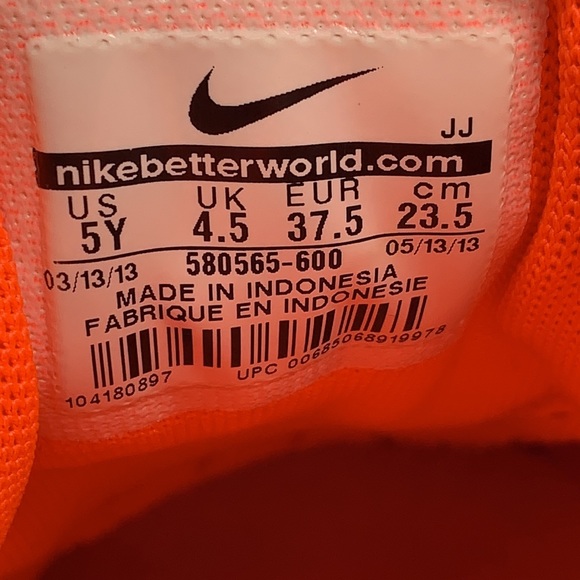 JJ
nikebetterworld.com
US UK EUR cm
5Y 4.5 37.5 23.5
03/13/13 580565-600 05/13/13
MADE IN INDONESIA
FABRIQUE EN INDONESIE
104180897 UPC 00685068919978